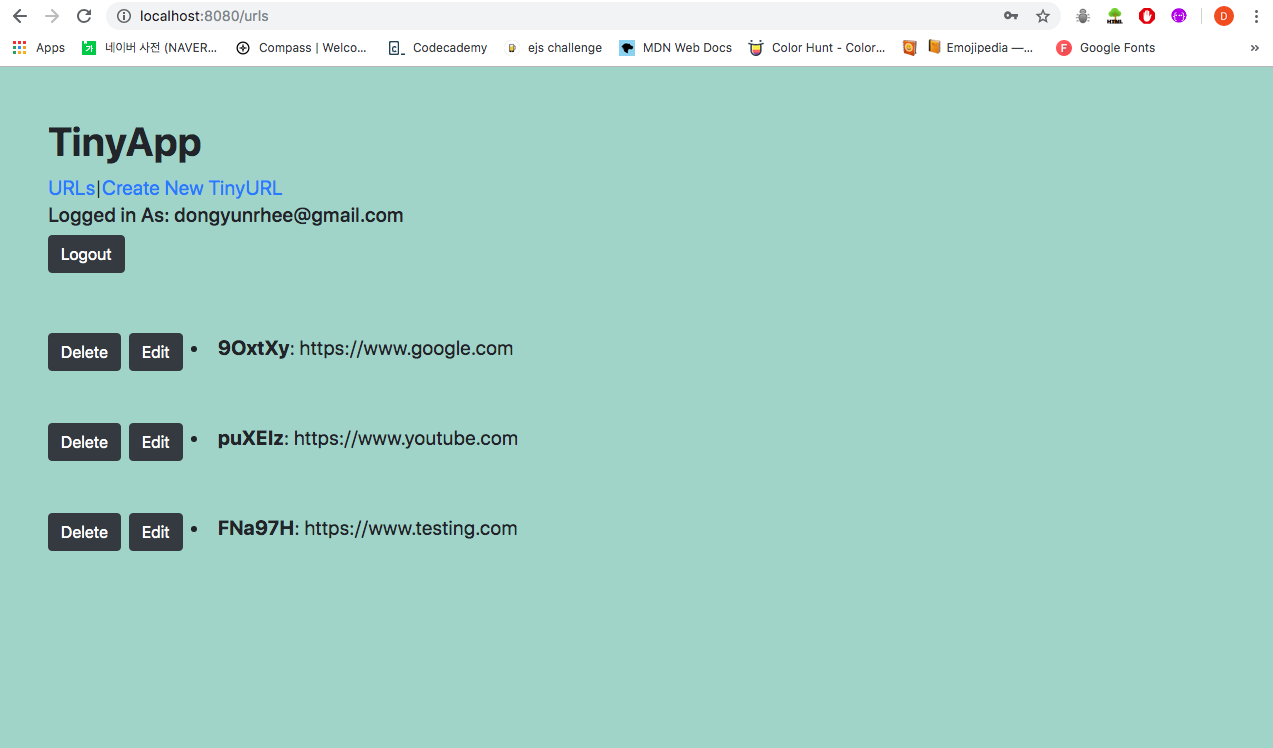 localhost:8080/urls
D
Apps 네이버 사전 (NAVER... Compass | Welco... Codecademy ejs challenge MDN Web Docs Color Hunt - Color... Emojipedia —... Google Fonts »
TinyApp
URLs|Create New TinyURL
Logged in As: dongyunrhee@gmail.com
Logout
Delete Edit • 9OxtXy: https://www.google.com
Delete Edit • puXEIz: https://www.youtube.com
Delete Edit • FNa97H: https://www.testing.com